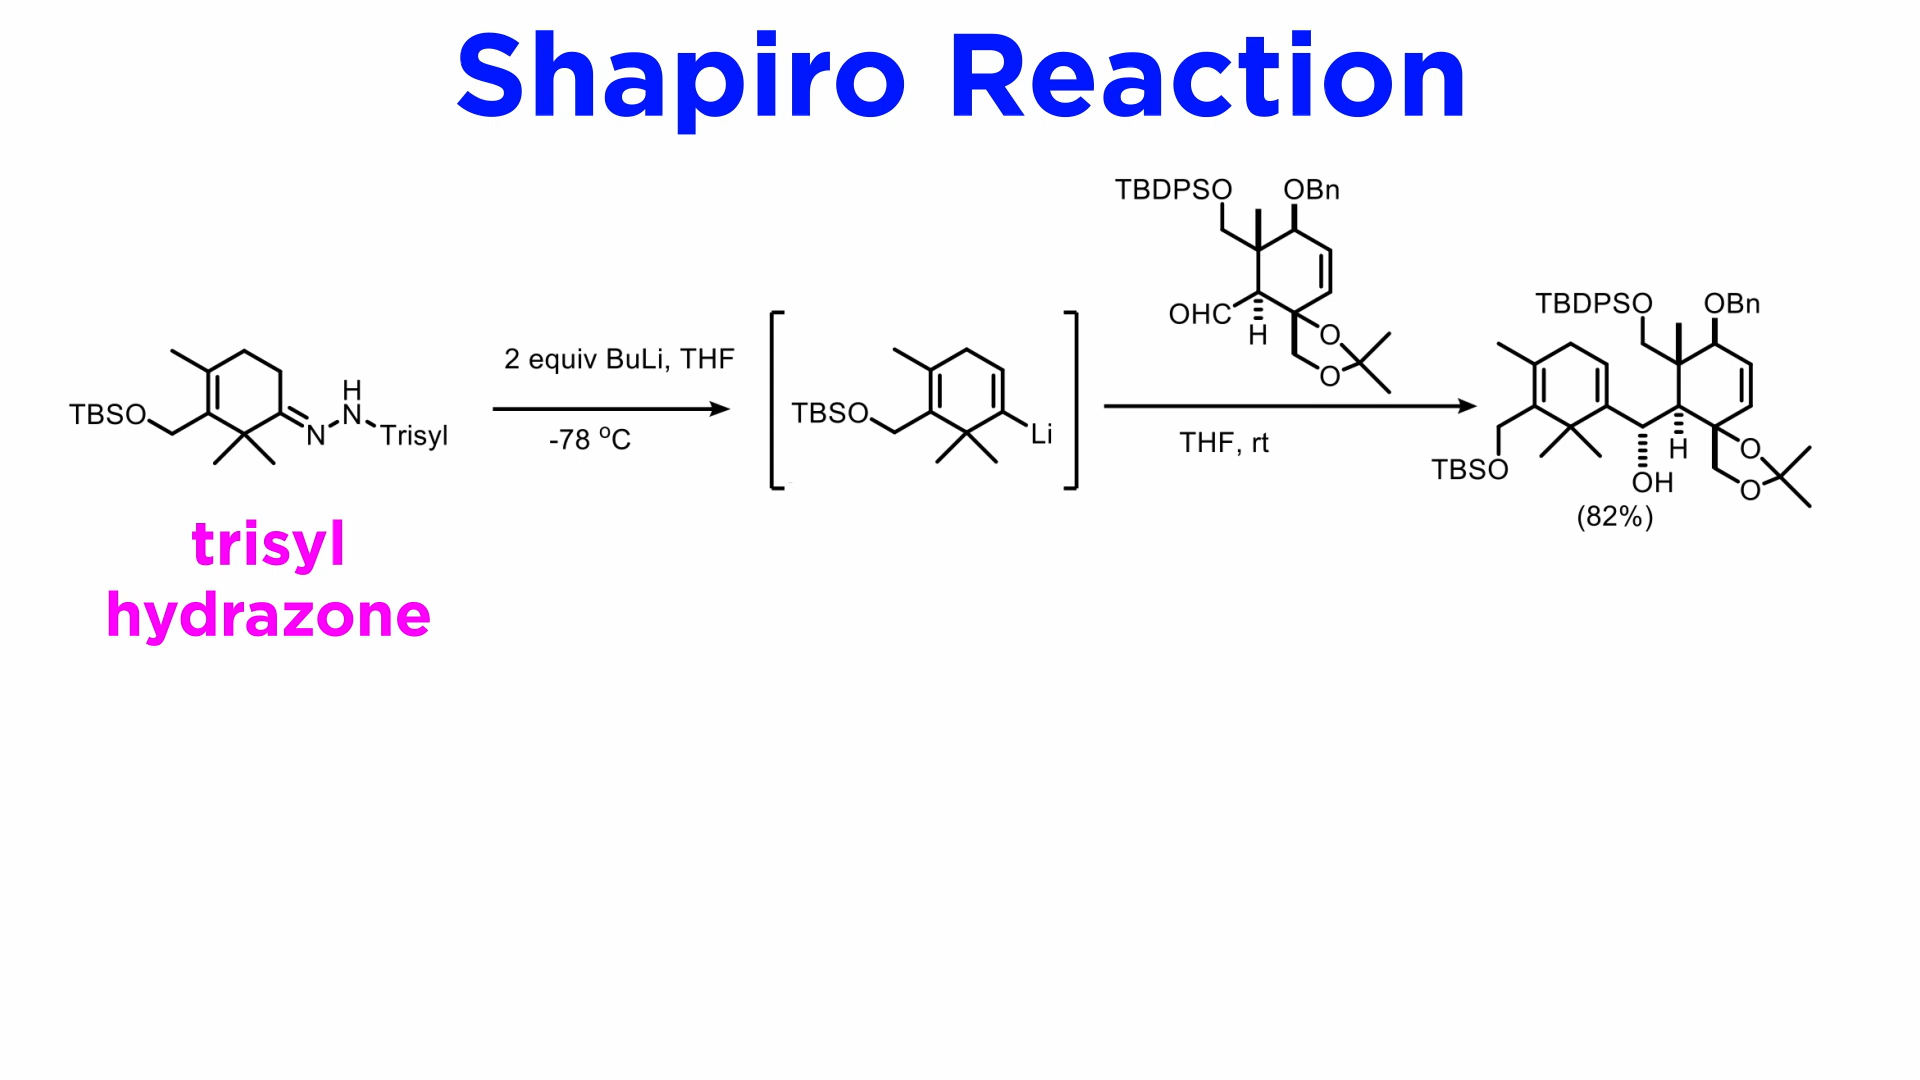 Shapiro Reaction
TBSO
N
H
N
Trisyl
trisyl
hydrazone
2 equiv BuLi, THF
-78 °C
TBSO
Li
TBDPSO
OBn
OHC
H
O
O
THF, rt
TBDPSO
OBn
TBSO
OH
H
O
O
(82%)